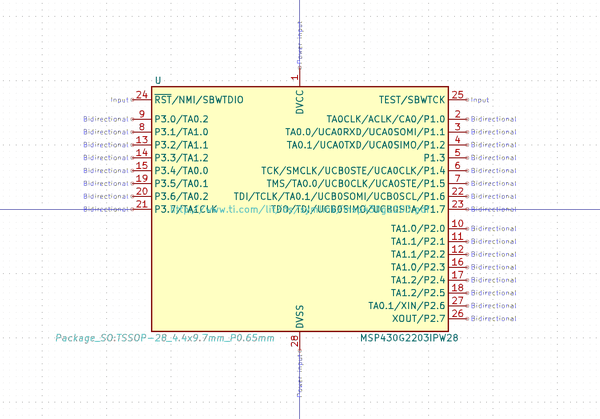 Power input
U
1
DVCC
Input 24 RST/NMI/SBWTDIO TEST/SBWTCK 25 Input
Bidirectional 9 P3.0/TA0.2 TA0CLK/ACLK/CA0/P1.0 2 Bidirectional
Bidirectional 8 P3.1/TA1.0 TA0.0/UCA0RXD/UCA0SOMI/P1.1 3 Bidirectional
Bidirectional 13 P3.2/TA1.1 TA0.1/UCA0TXD/UCA0SIMO/P1.2 4 Bidirectional
Bidirectional 14 P3.3/TA1.2 P1.3 5 Bidirectional
Bidirectional 15 P3.4/TA0.0 TCK/SMCLK/UCB0STE/UCA0CLK/P1.4 6 Bidirectional
Bidirectional 19 P3.5/TA0.1 TMS/TA0.0/UCB0CLK/UCA0STE/P1.5 7 Bidirectional
Bidirectional 20 P3.6/TA0.2 TDI/TCLK/TA0.1/UCB0SOMI/UCB0SCL/P1.6 22 Bidirectional
Bidirectional 21 P3.7/TA1CLK TDO/TDI/UCB0SIMO/UCB0SDA/P1.7 23 Bidirectional
TA1.0/P2.0 10 Bidirectional
TA1.1/P2.1 11 Bidirectional
TA1.1/P2.2 12 Bidirectional
TA1.0/P2.3 16 Bidirectional
TA1.2/P2.4 17 Bidirectional
TA1.2/P2.5 18 Bidirectional
TA0.1/XIN/P2.6 27 Bidirectional
XOUT/P2.7 26 Bidirectional
DVSS
28
Package_SO:TSSOP-28_4.4x9.7mm_P0.65mm MSP430G2203IPW28
Power input